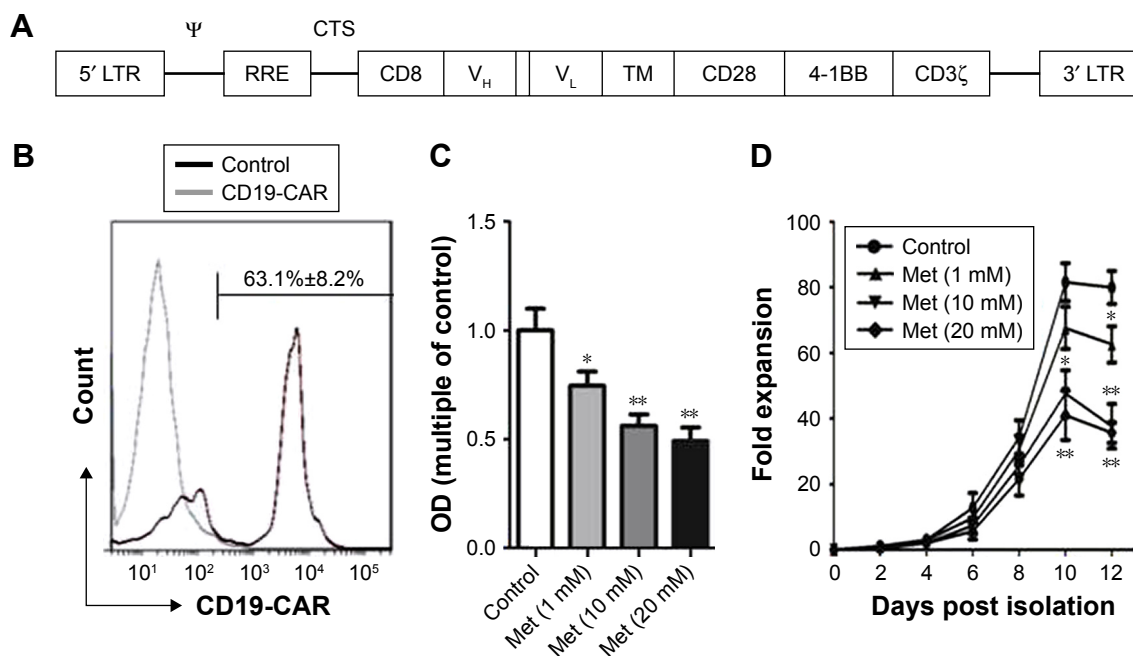 A
Ψ CTS
5′ LTR RRE CD8 V_H V_L TM CD28 4-1BB CD3ζ 3′ LTR
B
Control
CD19-CAR
63.1%±8.2%
Count
10¹ 10² 10³ 10⁴ 10⁵
CD19-CAR
C
OD (multiple of control)
1.5
1.0
0.5
0.0
*
**
**
Control
Met (1 mM)
Met (10 mM)
Met (20 mM)
D
Fold expansion
100
80
60
40
20
0
Control
Met (1 mM)
Met (10 mM)
Met (20 mM)
*
*
**
**
**
0 2 4 6 8 10 12
Days post isolation